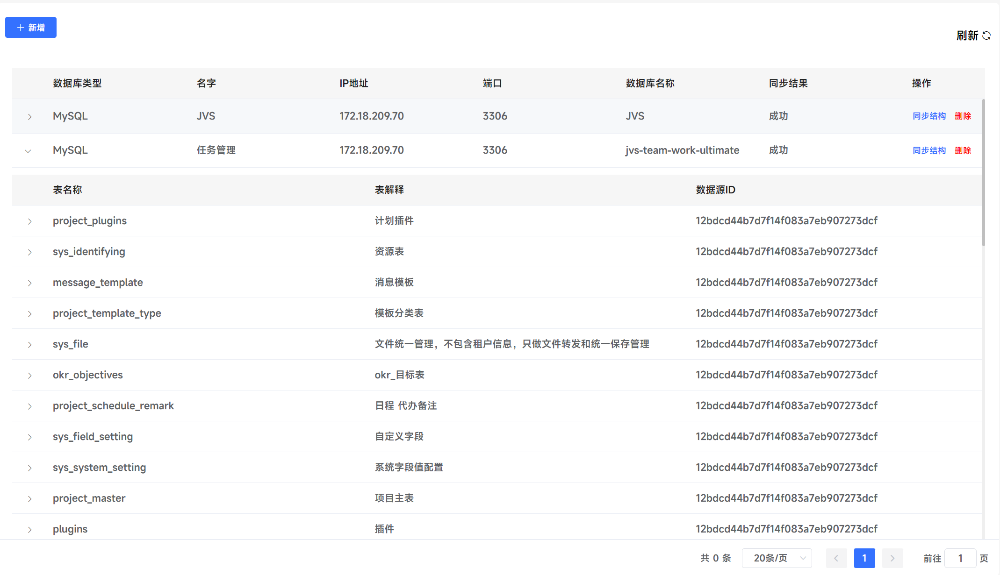 新增
刷新
数据库类型 名字 IP地址 端口 数据库名称 同步结果 操作
MySQL JVS 172.18.209.70 3306 JVS 成功 同步结构 删除
MySQL 任务管理 172.18.209.70 3306 jvs-team-work-ultimate 成功 同步结构 删除
表名称 表解释 数据源ID
project_plugins 计划插件 12bdcd44b7d7f14f083a7eb907273dcf
sys_identifying 资源表 12bdcd44b7d7f14f083a7eb907273dcf
message_template 消息模板 12bdcd44b7d7f14f083a7eb907273dcf
project_template_type 模板分类表 12bdcd44b7d7f14f083a7eb907273dcf
sys_file 文件统一管理，不包含租户信息，只做文件转发和统一保存管理 12bdcd44b7d7f14f083a7eb907273dcf
okr_objectives okr_目标表 12bdcd44b7d7f14f083a7eb907273dcf
project_schedule_remark 日程 代办备注 12bdcd44b7d7f14f083a7eb907273dcf
sys_field_setting 自定义字段 12bdcd44b7d7f14f083a7eb907273dcf
sys_system_setting 系统字段值配置 12bdcd44b7d7f14f083a7eb907273dcf
project_master 项目主表 12bdcd44b7d7f14f083a7eb907273dcf
plugins 插件 12bdcd44b7d7f14f083a7eb907273dcf
共 0 条 20条/页 1 前往 1 页